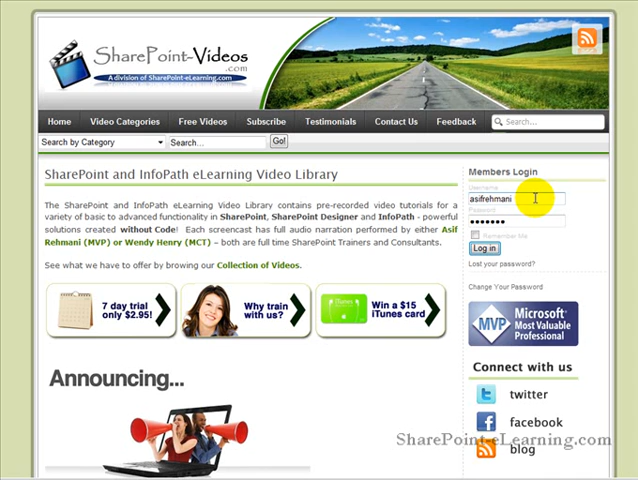 SharePoint-Videos
.com
A division of SharePoint-eLearning.com
Home Video Categories Free Videos Subscribe Testimonials Contact Us Feedback Search...
Search by Category Search... Go!
SharePoint and InfoPath eLearning Video Library
The SharePoint and InfoPath eLearning Video Library contains pre-recorded video tutorials for a
variety of basic to advanced functionality in SharePoint, SharePoint Designer and InfoPath - powerful
solutions created without Code! Each screencast has full audio narration performed by either Asif
Rehmani (MVP) or Wendy Henry (MCT) – both are full time SharePoint Trainers and Consultants.
See what we have to offer by browsing our Collection of Videos.
7 day trial
only $2.95!
Why train
with us?
iTunes
Win a $15
iTunes card
Announcing...
Members Login
Username
asifrehmani
Password
Remember Me
Log in
Lost your password?
Change Your Password
MVP
Microsoft®
Most Valuable
Professional
Connect with us
twitter
facebook
SharePoint-eLearning.com
blog